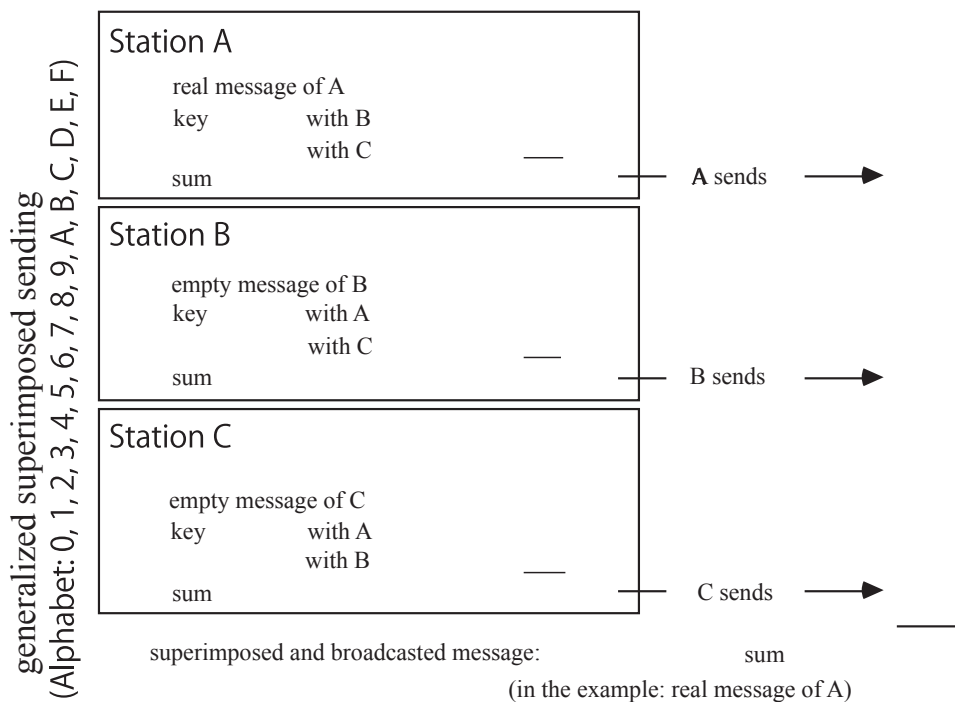 generalized superimposed sending
(Alphabet: 0, 1, 2, 3, 4, 5, 6, 7, 8, 9, A, B, C, D, E, F)
Station A
real message of A
key with B
with C
sum
A sends
Station B
empty message of B
key with A
with C
sum
B sends
Station C
empty message of C
key with A
with B
sum
C sends
superimposed and broadcasted message: sum
(in the example: real message of A)